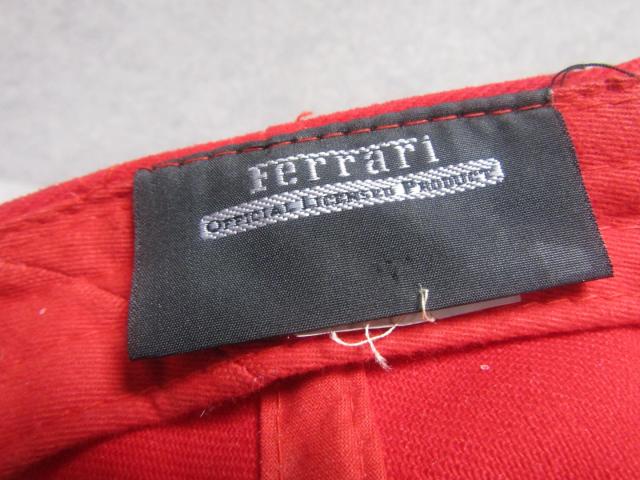 Ferrari
OFFICIAL LICENSED PRODUCT